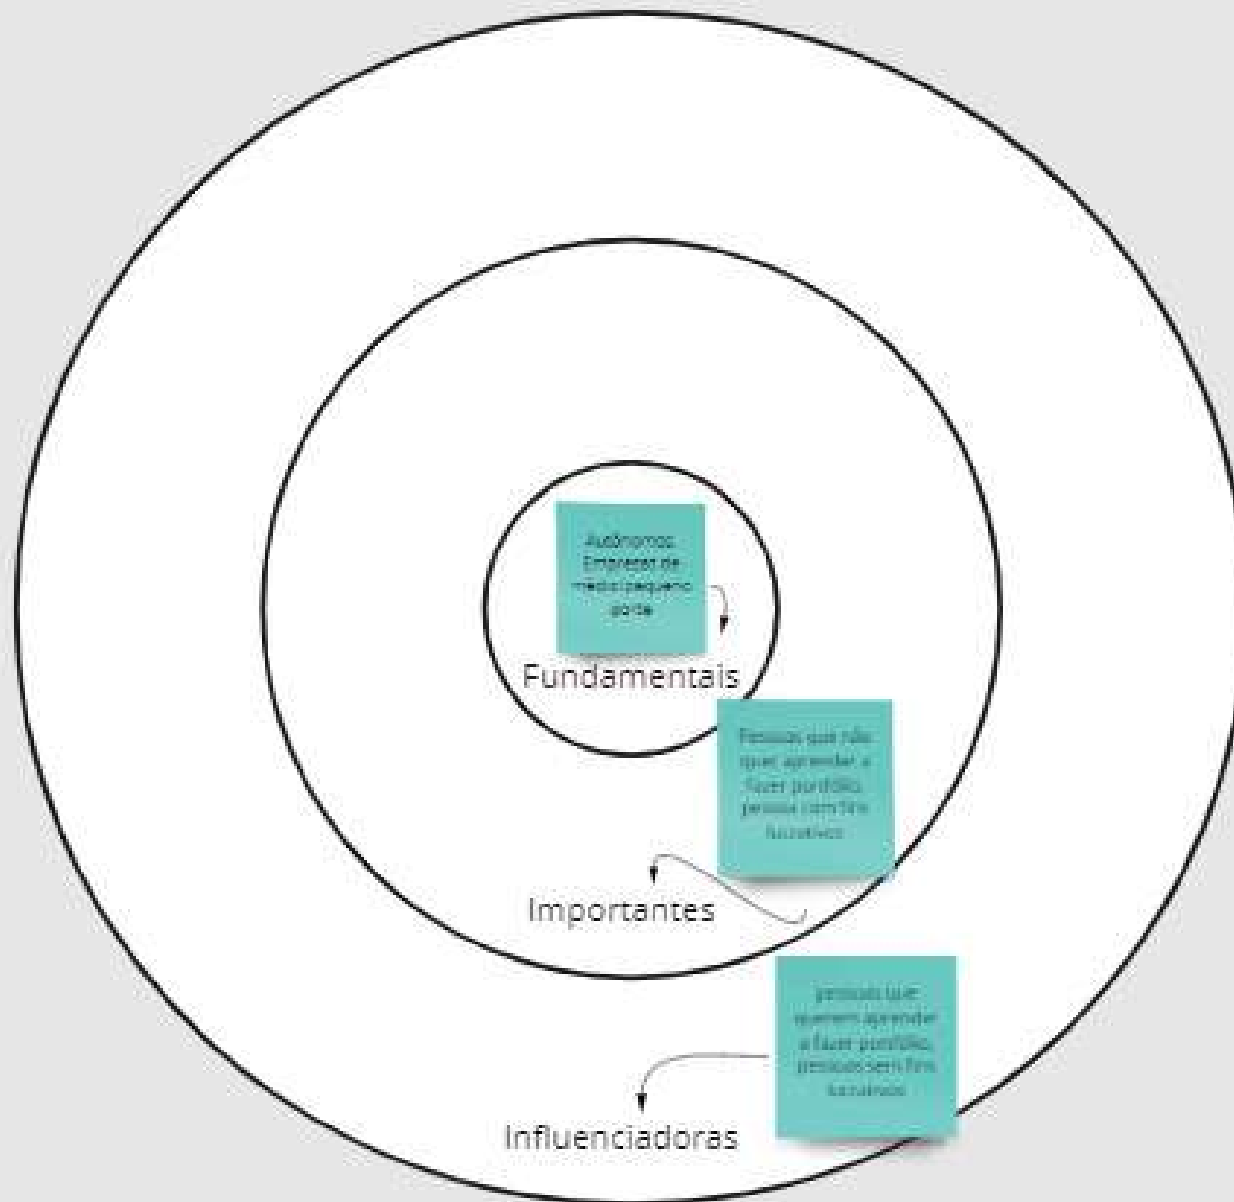 Autônomos,
Empresas de
médio/pequeno
porte
Fundamentais
Pessoas que não
quer aprender a
fazer portfólio,
pessoa com fins
lucrativos
Importantes
pessoas que
querem aprender
a fazer portfólio,
pessoas sem fins
lucrativos
Influenciadoras